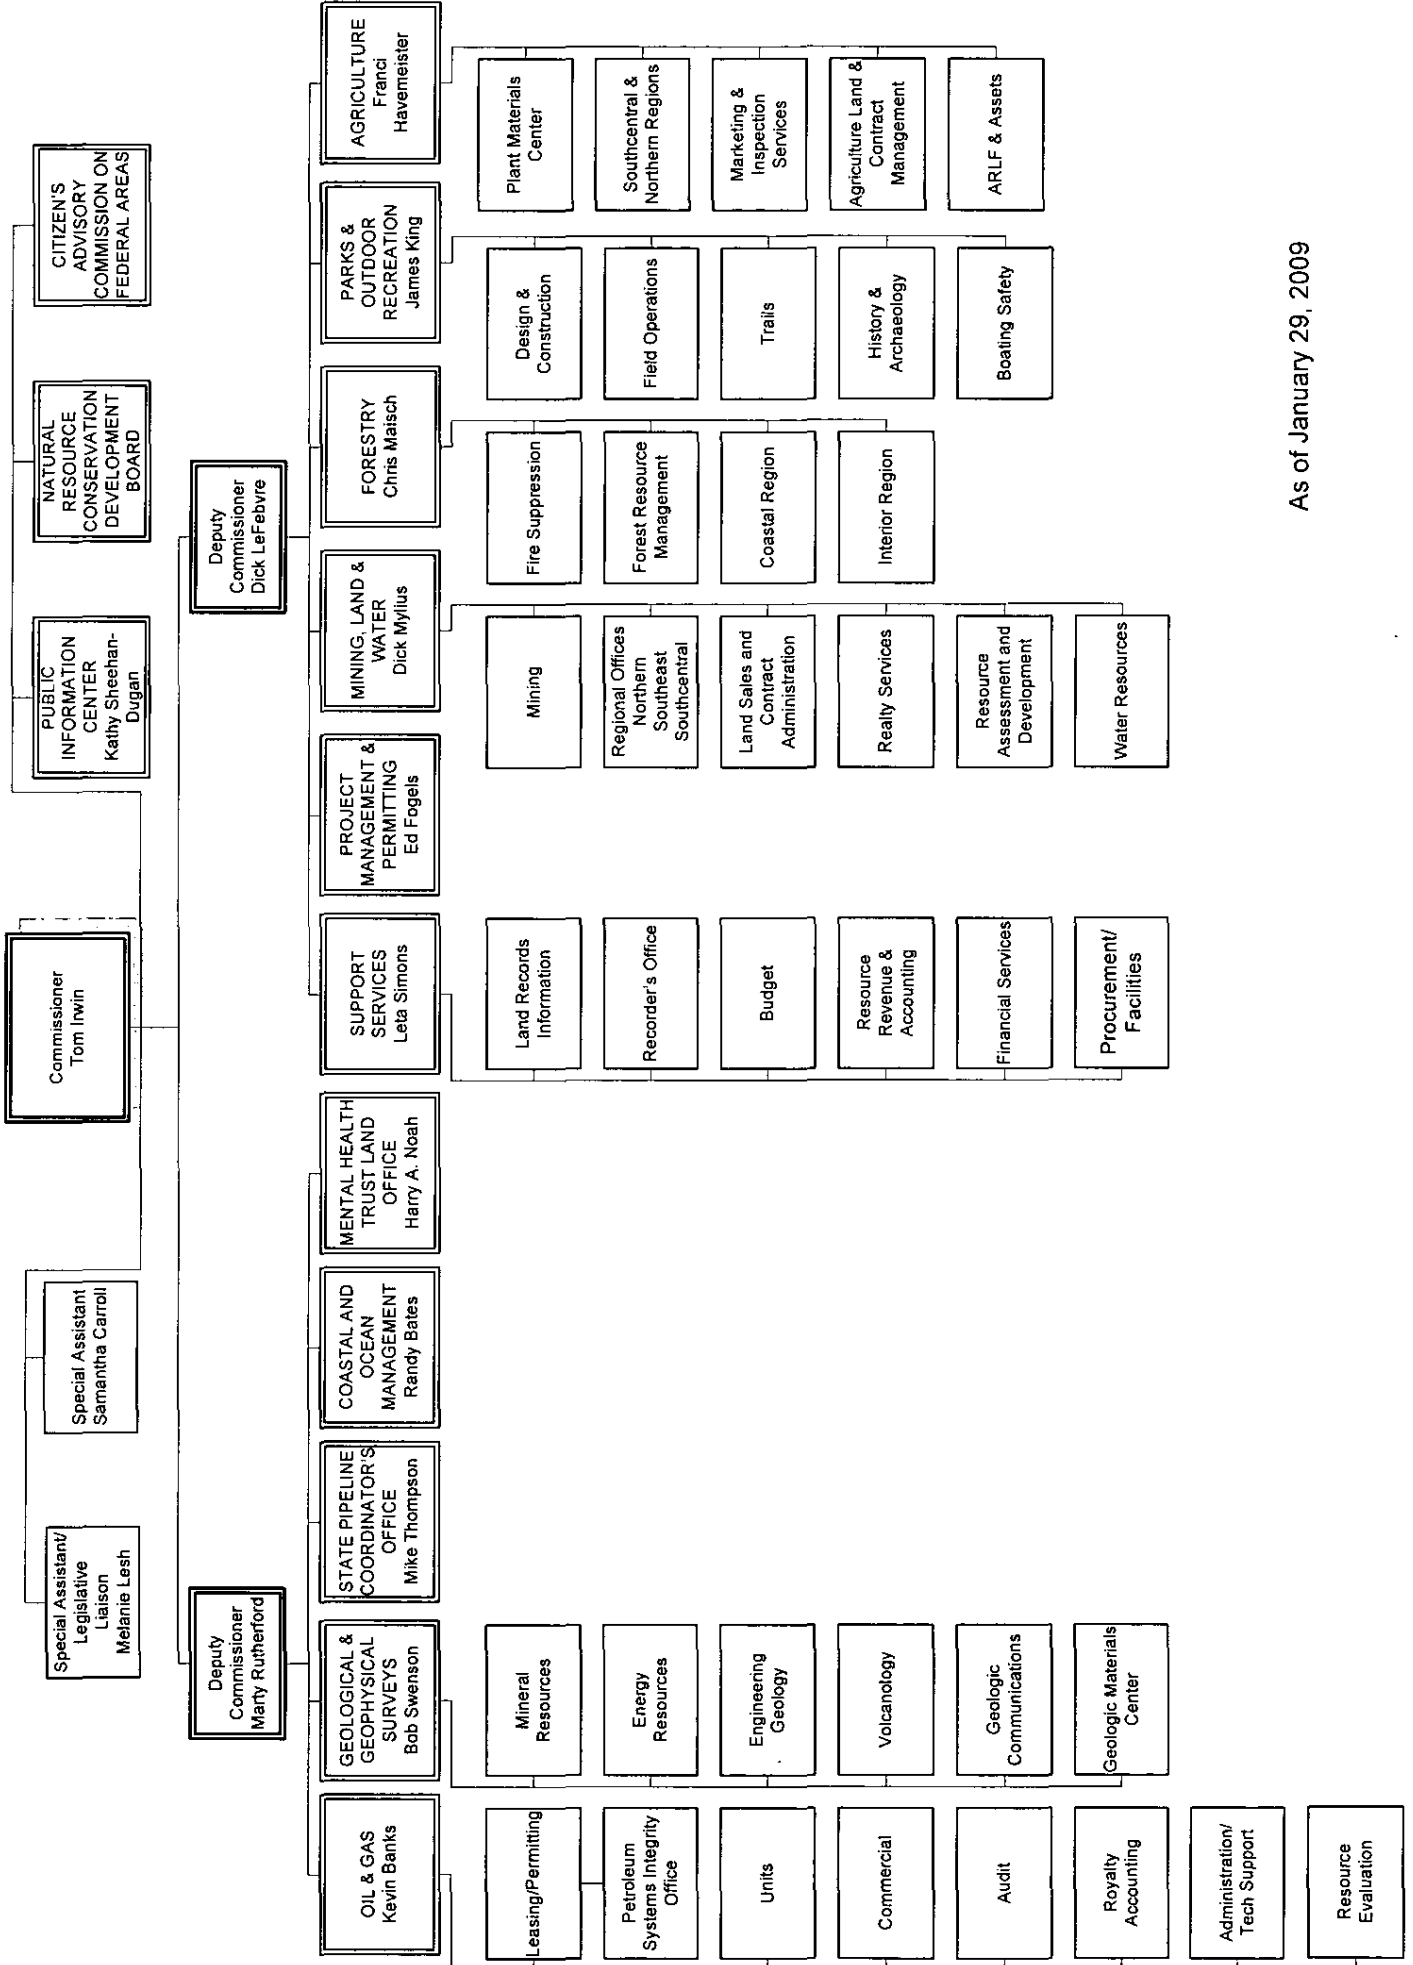 Commissioner
Tom Irwin
Special Assistant/
Legislative
Liaison
Melanie Lesh
Special Assistant
Samantha Carroll
PUBLIC
INFORMATION
CENTER
Kathy Sheehan-
Dugan
NATURAL
RESOURCE
CONSERVATION
DEVELOPMENT
BOARD
CITIZEN'S
ADVISORY
COMMISSION ON
FEDERAL AREAS
Deputy
Commissioner
Marty Rutherford
Deputy
Commissioner
Dick LeFebvre
OIL & GAS
Kevin Banks
GEOLOGICAL &
GEOPHYSICAL
SURVEYS
Bob Swenson
STATE PIPELINE
COORDINATOR'S
OFFICE
Mike Thompson
COASTAL AND
OCEAN
MANAGEMENT
Randy Bates
MENTAL HEALTH
TRUST LAND
OFFICE
Harry A. Noah
SUPPORT
SERVICES
Leta Simons
PROJECT
MANAGEMENT &
PERMITTING
Ed Fogels
MINING, LAND &
WATER
Dick Mylius
FORESTRY
Chris Maisch
PARKS &
OUTDOOR
RECREATION
James King
AGRICULTURE
Franci
Havemeister
Leasing/Permitting
Petroleum
Systems Integrity
Office
Units
Commercial
Audit
Royalty
Accounting
Administration/
Tech Support
Resource
Evaluation
Mineral
Resources
Energy
Resources
Engineering
Geology
Volcanology
Geologic
Communications
Geologic Materials
Center
Land Records
Information
Recorder's Office
Budget
Resource
Revenue &
Accounting
Financial Services
Procurement/
Facilities
Mining
Regional Offices
Northern
Southeast
Southcentral
Land Sales and
Contract
Administration
Realty Services
Resource
Assessment and
Development
Water Resources
Fire Suppression
Forest Resource
Management
Coastal Region
Interior Region
Design &
Construction
Field Operations
Trails
History &
Archaeology
Boating Safety
Plant Materials
Center
Southcentral &
Northern Regions
Marketing &
Inspection
Services
Agriculture Land &
Contract
Management
ARLF & Assets
As of January 29, 2009